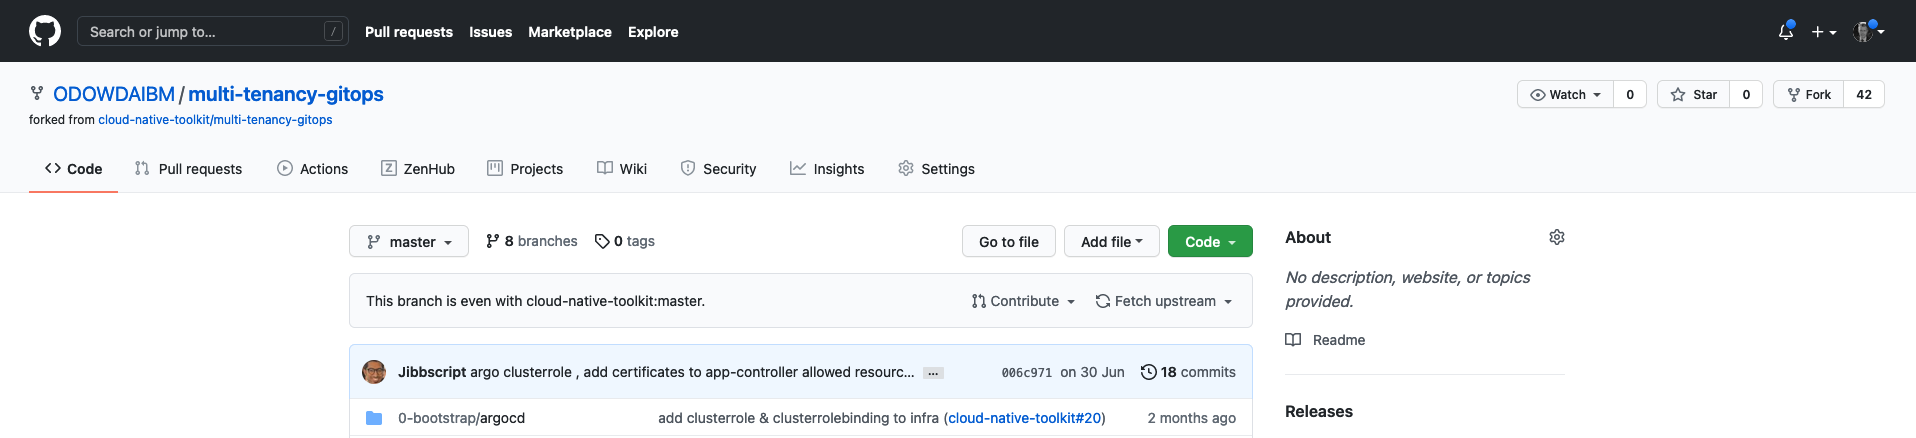 Search or jump to... / Pull requests Issues Marketplace Explore
ODOWDAIBM / multi-tenancy-gitops Watch 0 Star 0 Fork 42
forked from cloud-native-toolkit/multi-tenancy-gitops
Code Pull requests Actions ZenHub Projects Wiki Security Insights Settings
master 8 branches 0 tags Go to file Add file Code
About
This branch is even with cloud-native-toolkit:master. Contribute Fetch upstream
No description, website, or topics
provided.
Readme
Jibbscript argo clusterrole , add certificates to app-controller allowed resourc... ... 006c971 on 30 Jun 18 commits
0-bootstrap/argocd add clusterrole & clusterrolebinding to infra (cloud-native-toolkit#20) 2 months ago
Releases